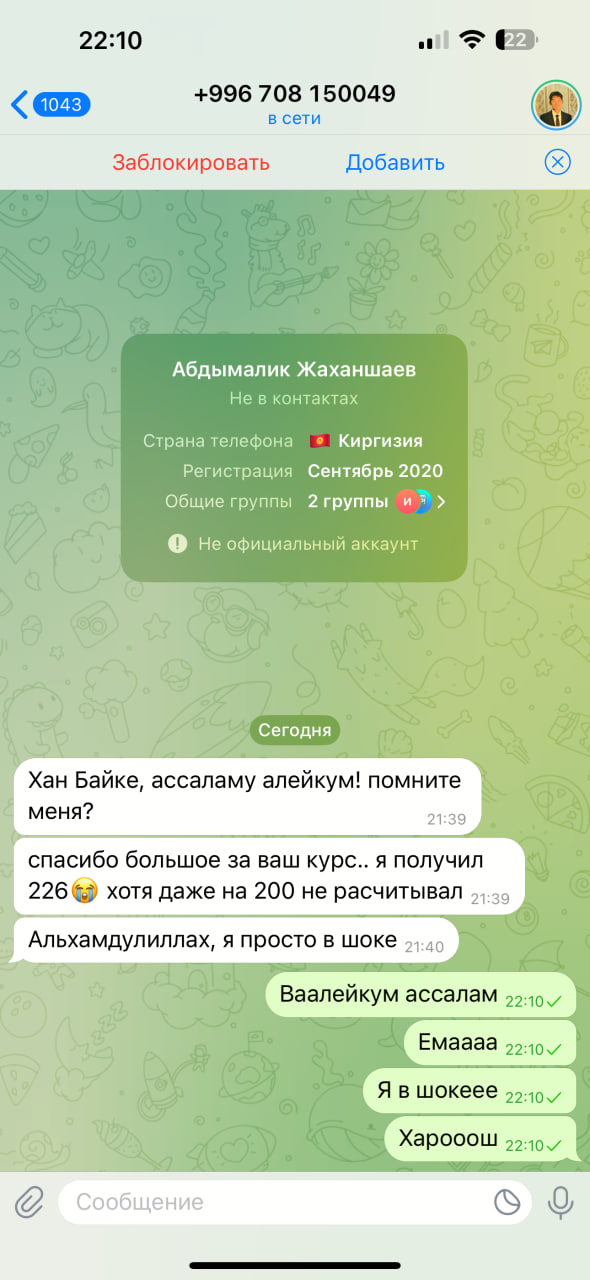 22:10
22
1043
+996 708 150049
в сети
Заблокировать
Добавить
Абдымалик Жаханшаев
Не в контактах
Страна телефона 🇰🇬 Киргизия
Регистрация Сентябрь 2020
Общие группы 2 группы И Я
Не официальный аккаунт
Сегодня
Хан Байке, ассаламу алейкум! помните
меня?
21:39
спасибо большое за ваш курс.. я получил
226😭 хотя даже на 200 не расчитывал 21:39
Альхамдулиллах, я просто в шоке 21:40
Ваалейкум ассалам 22:10
Емаааа 22:10
Я в шокеее 22:10
Харооош 22:10
Сообщение